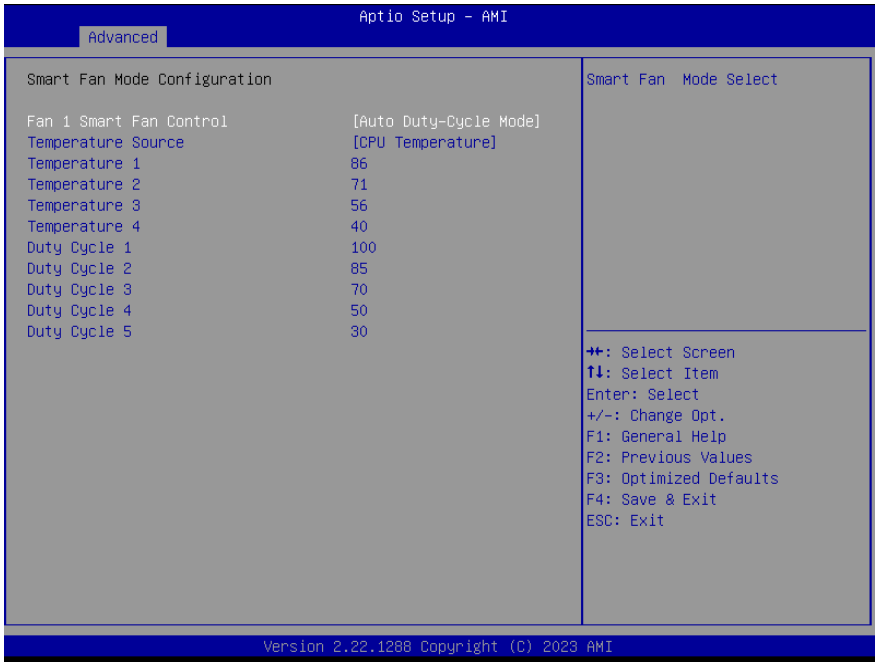 Aptio Setup – AMI
Advanced
Smart Fan Mode Configuration
Fan 1 Smart Fan Control [Auto Duty-Cycle Mode]
Temperature Source [CPU Temperature]
Temperature 1 86
Temperature 2 71
Temperature 3 56
Temperature 4 40
Duty Cycle 1 100
Duty Cycle 2 85
Duty Cycle 3 70
Duty Cycle 4 50
Duty Cycle 5 30
Smart Fan  Mode Select
→←: Select Screen
↑↓: Select Item
Enter: Select
+/-: Change Opt.
F1: General Help
F2: Previous Values
F3: Optimized Defaults
F4: Save & Exit
ESC: Exit
Version 2.22.1288 Copyright (C) 2023 AMI